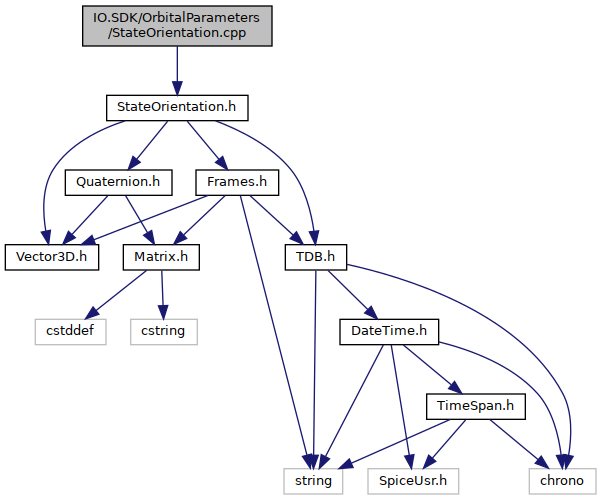 IO.SDK/OrbitalParameters
/StateOrientation.cpp
StateOrientation.h
Quaternion.h
Frames.h
Vector3D.h
Matrix.h
TDB.h
cstddef
cstring
DateTime.h
TimeSpan.h
string
SpiceUsr.h
chrono